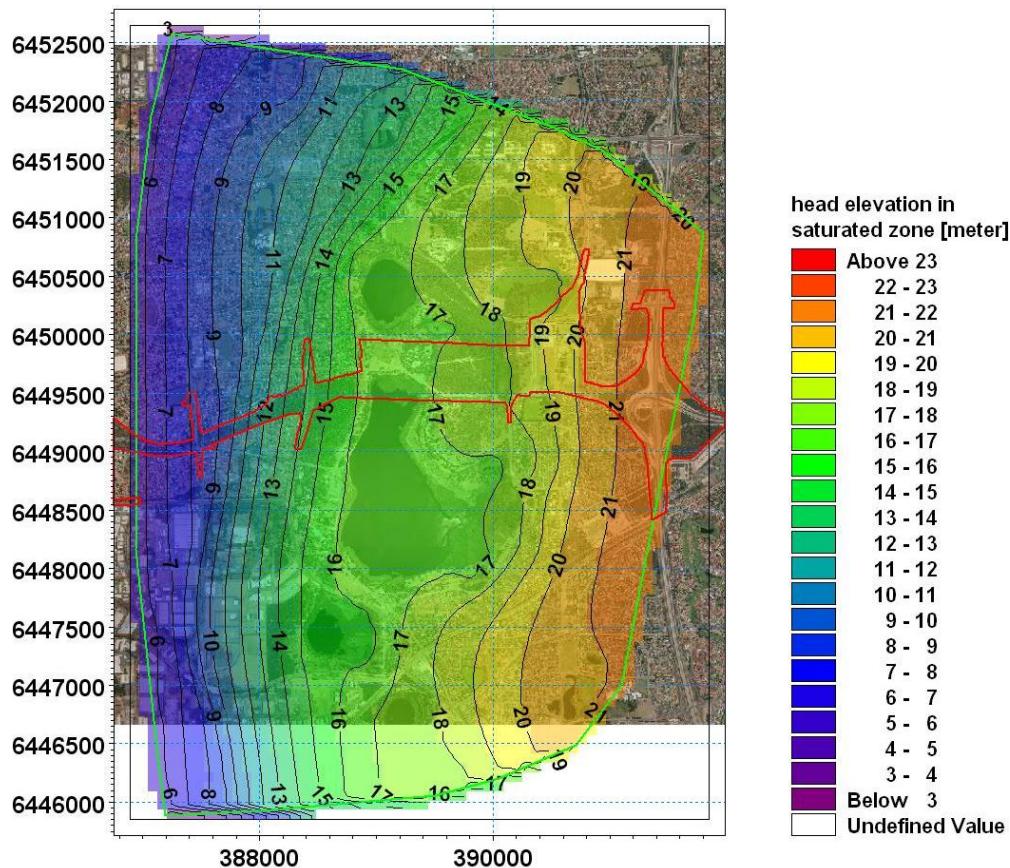 6452500
6452000
6451500
6451000
6450500
6450000
6449500
6449000
6448500
6448000
6447500
6447000
6446500
6446000
388000 390000
3
8 9 11 13 15 14
6 9 13 15 17 19 20 19 20
7 11 14 21
17 18 19 20
9
7 12 15 17 19 21
9 13 18 21
7 16 17 20
6 10 14 17
9 16 18 20 2
19
6 8 13 15 17 16 17
head elevation in
saturated zone [meter]
Above 23
22 - 23
21 - 22
20 - 21
19 - 20
18 - 19
17 - 18
16 - 17
15 - 16
14 - 15
13 - 14
12 - 13
11 - 12
10 - 11
9 - 10
8 - 9
7 - 8
6 - 7
5 - 6
4 - 5
3 - 4
Below 3
Undefined Value